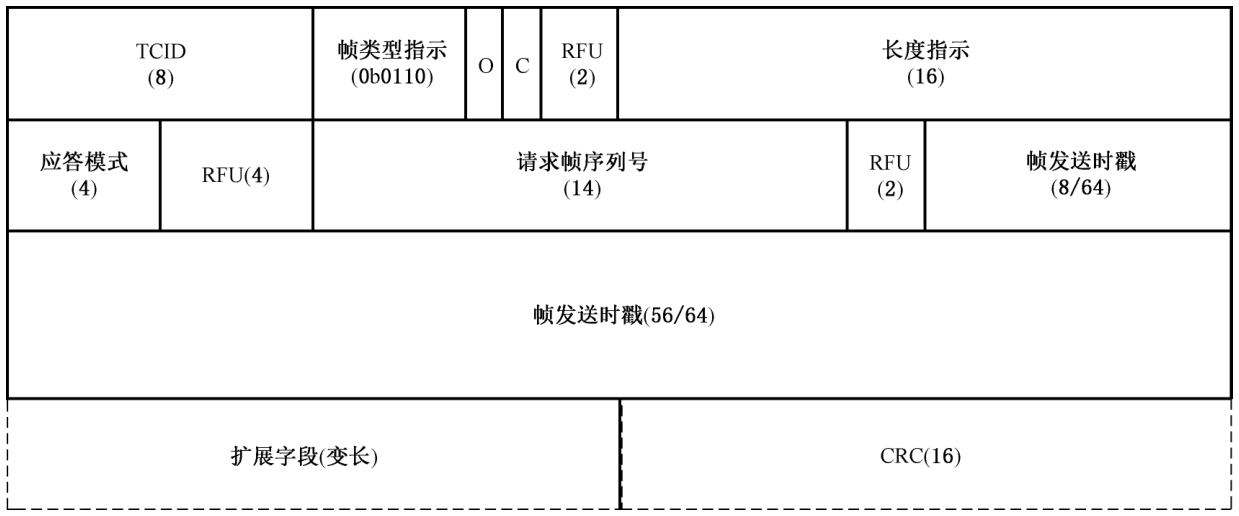 TCID
(8)
帧类型指示
(0b0110)
O
C
RFU
(2)
长度指示
(16)
应答模式
(4)
RFU(4)
请求帧序列号
(14)
RFU
(2)
帧发送时戳
(8/64)
帧发送时戳(56/64)
扩展字段(变长)
CRC(16)